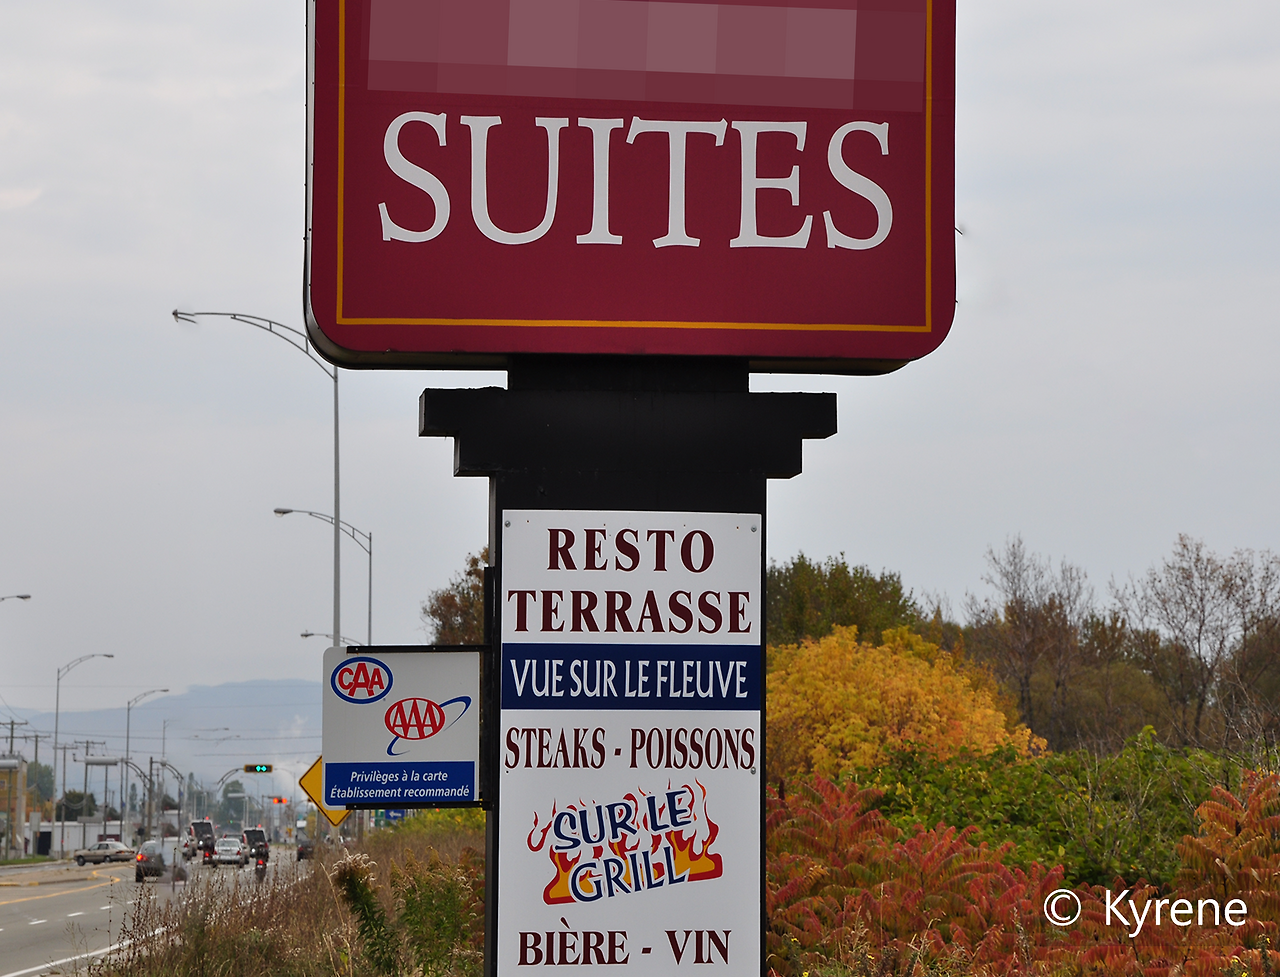 SUITES
RESTO
TERRASSE
VUE SUR LE FLEUVE
STEAKS - POISSONS
SUR LE
GRILL
BIÈRE - VIN
CAA
AAA
Privilèges à la carte
Établissement recommandé
© Kyrene